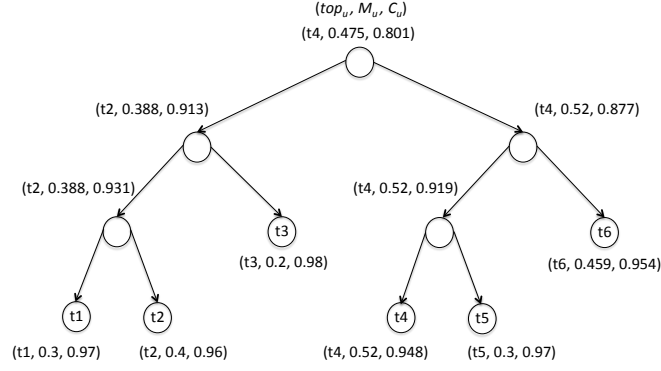 (top_u, M_u, C_u)
(t4, 0.475, 0.801)
(t2, 0.388, 0.913)
(t4, 0.52, 0.877)
(t2, 0.388, 0.931)
(t4, 0.52, 0.919)
t3
t6
(t3, 0.2, 0.98)
(t6, 0.459, 0.954)
t1
t2
t4
t5
(t1, 0.3, 0.97)
(t2, 0.4, 0.96)
(t4, 0.52, 0.948)
(t5, 0.3, 0.97)